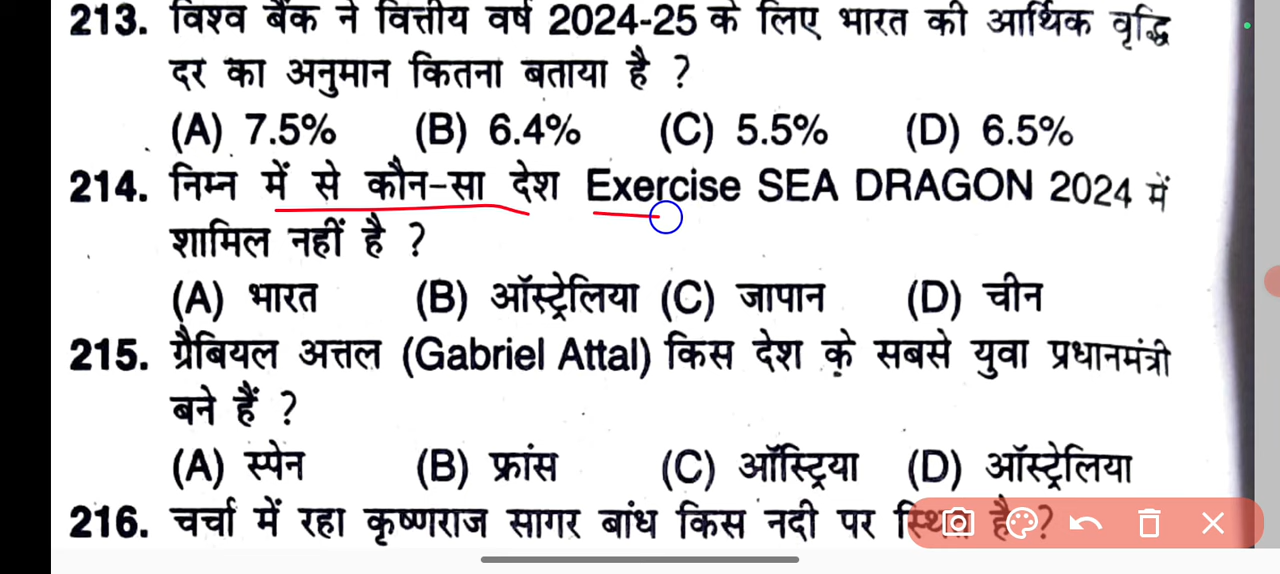 213. विश्व बैंक ने वित्तीय वर्ष 2024-25 के लिए भारत की आर्थिक वृद्धि
दर का अनुमान कितना बताया है ?
(A) 7.5% (B) 6.4% (C) 5.5% (D) 6.5%
214. निम्न में से कौन-सा देश Exercise SEA DRAGON 2024 में
शामिल नहीं है ?
(A) भारत (B) ऑस्ट्रेलिया (C) जापान (D) चीन
215. ग्रैबियल अत्तल (Gabriel Attal) किस देश के सबसे युवा प्रधानमंत्री
बने हैं ?
(A) स्पेन (B) फ्रांस (C) ऑस्ट्रिया (D) ऑस्ट्रेलिया
216. चर्चा में रहा कृष्णराज सागर बांध किस नदी पर स्थित है ?